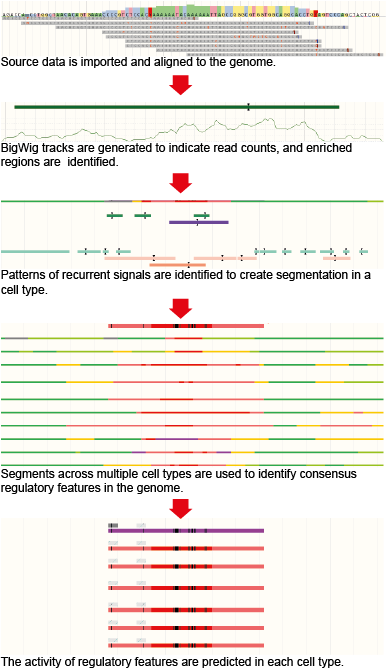 Source data is imported and aligned to the genome.
BigWig tracks are generated to indicate read counts, and enriched
regions are identified.
Patterns of recurrent signals are identified to create segmentation in a
cell type.
Segments across multiple cell types are used to identify consensus
regulatory features in the genome.
The activity of regulatory features are predicted in each cell type.